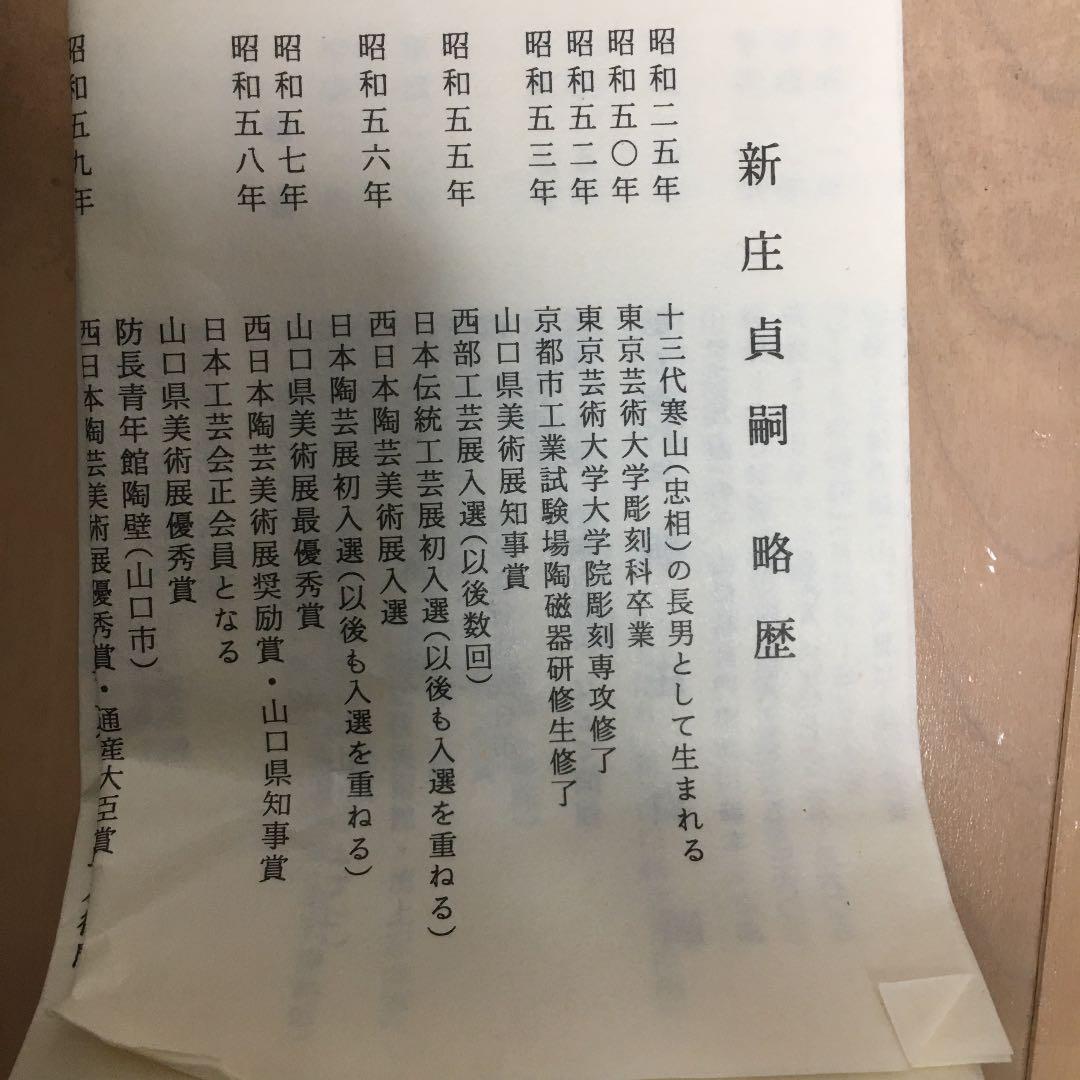 新庄貞嗣 略歴
昭和二五年 十三代寒山(忠相)の長男として生まれる
昭和五〇年 東京芸術大学彫刻科卒業
昭和五二年 東京芸術大学大学院彫刻専攻修了
昭和五三年 京都市工業試験場陶磁器研修生修了
山口県美術展知事賞
昭和五五年 西部工芸展入選(以後数回)
日本伝統工芸展初入選(以後も入選を重ねる)
昭和五六年 西日本陶芸美術展入選
日本陶芸展初入選(以後も入選を重ねる)
昭和五七年 山口県美術展最優秀賞
昭和五八年 西日本陶芸美術展奨励賞・山口県知事賞
日本工芸会正会員となる
山口県美術展優秀賞
防長青年館陶壁(山口市)
昭和五九年 西日本陶芸美術展優秀賞・通産大臣賞